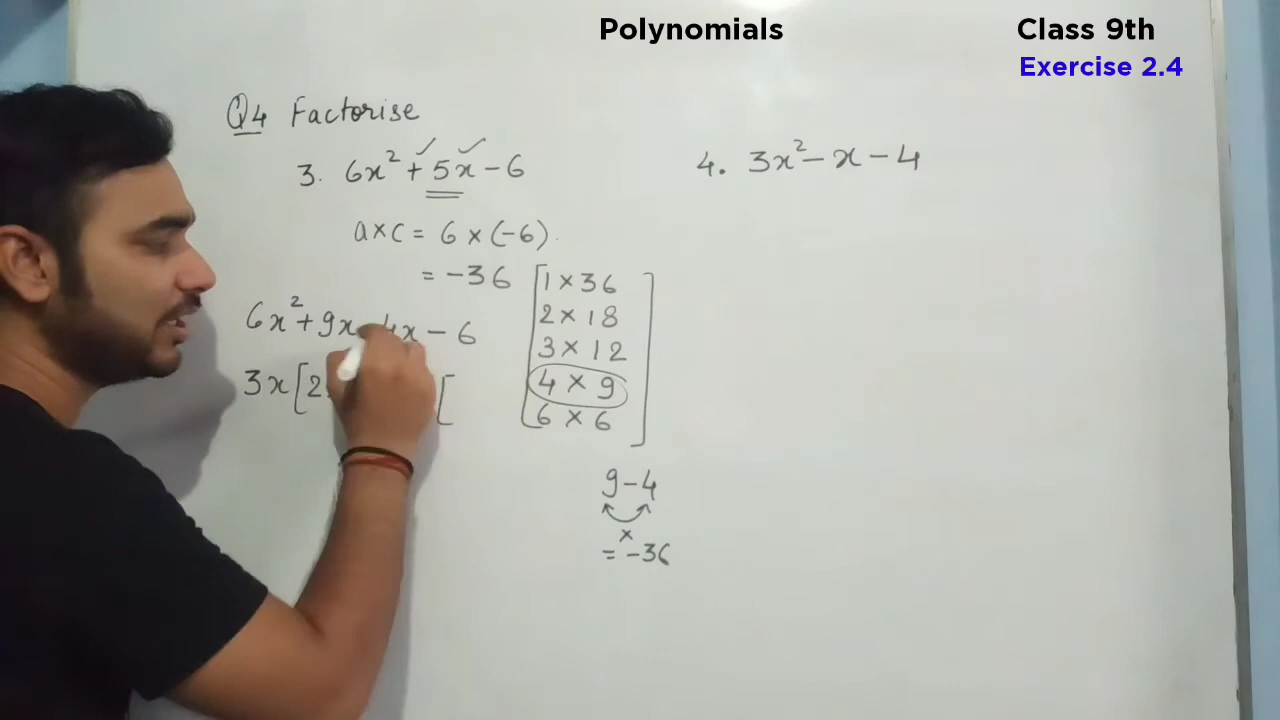 Polynomials
Class 9th
Exercise 2.4
Q4 Factorise
3. 6x² + 5x - 6
a×c = 6 × (-6)
= -36
1 × 36
2 × 18
3 × 12
4 × 9
6 × 6
6x² + 9x - 4x - 6
3x[2
[
9-4
×
= -36
4. 3x² - x - 4